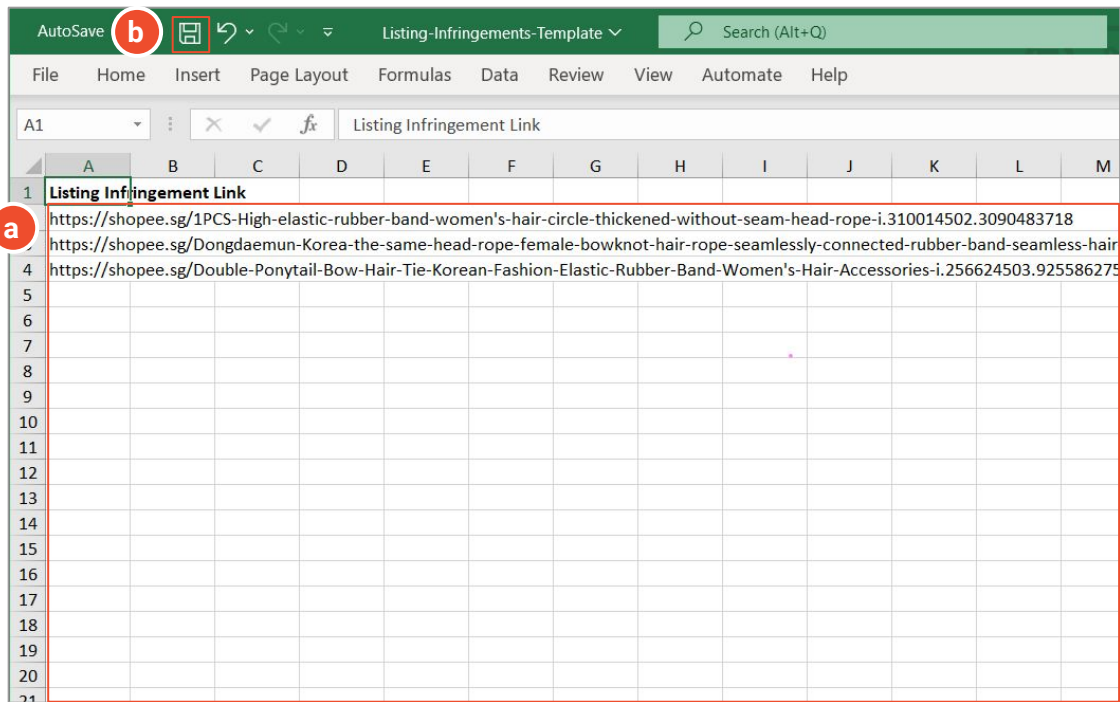 AutoSave b Listing-Infringements-Template Search (Alt+Q)
File Home Insert Page Layout Formulas Data Review View Automate Help
A1 fx Listing Infringement Link
A B C D E F G H I J K L M
1 Listing Infringement Link
a https://shopee.sg/1PCS-High-elastic-rubber-band-women's-hair-circle-thickened-without-seam-head-rope-i.310014502.3090483718
https://shopee.sg/Dongdaemun-Korea-the-same-head-rope-female-bowknot-hair-rope-seamlessly-connected-rubber-band-seamless-hair
4 https://shopee.sg/Double-Ponytail-Bow-Hair-Tie-Korean-Fashion-Elastic-Rubber-Band-Women's-Hair-Accessories-i.256624503.925586275
5
6
7
8
9
10
11
12
13
14
15
16
17
18
19
20
21